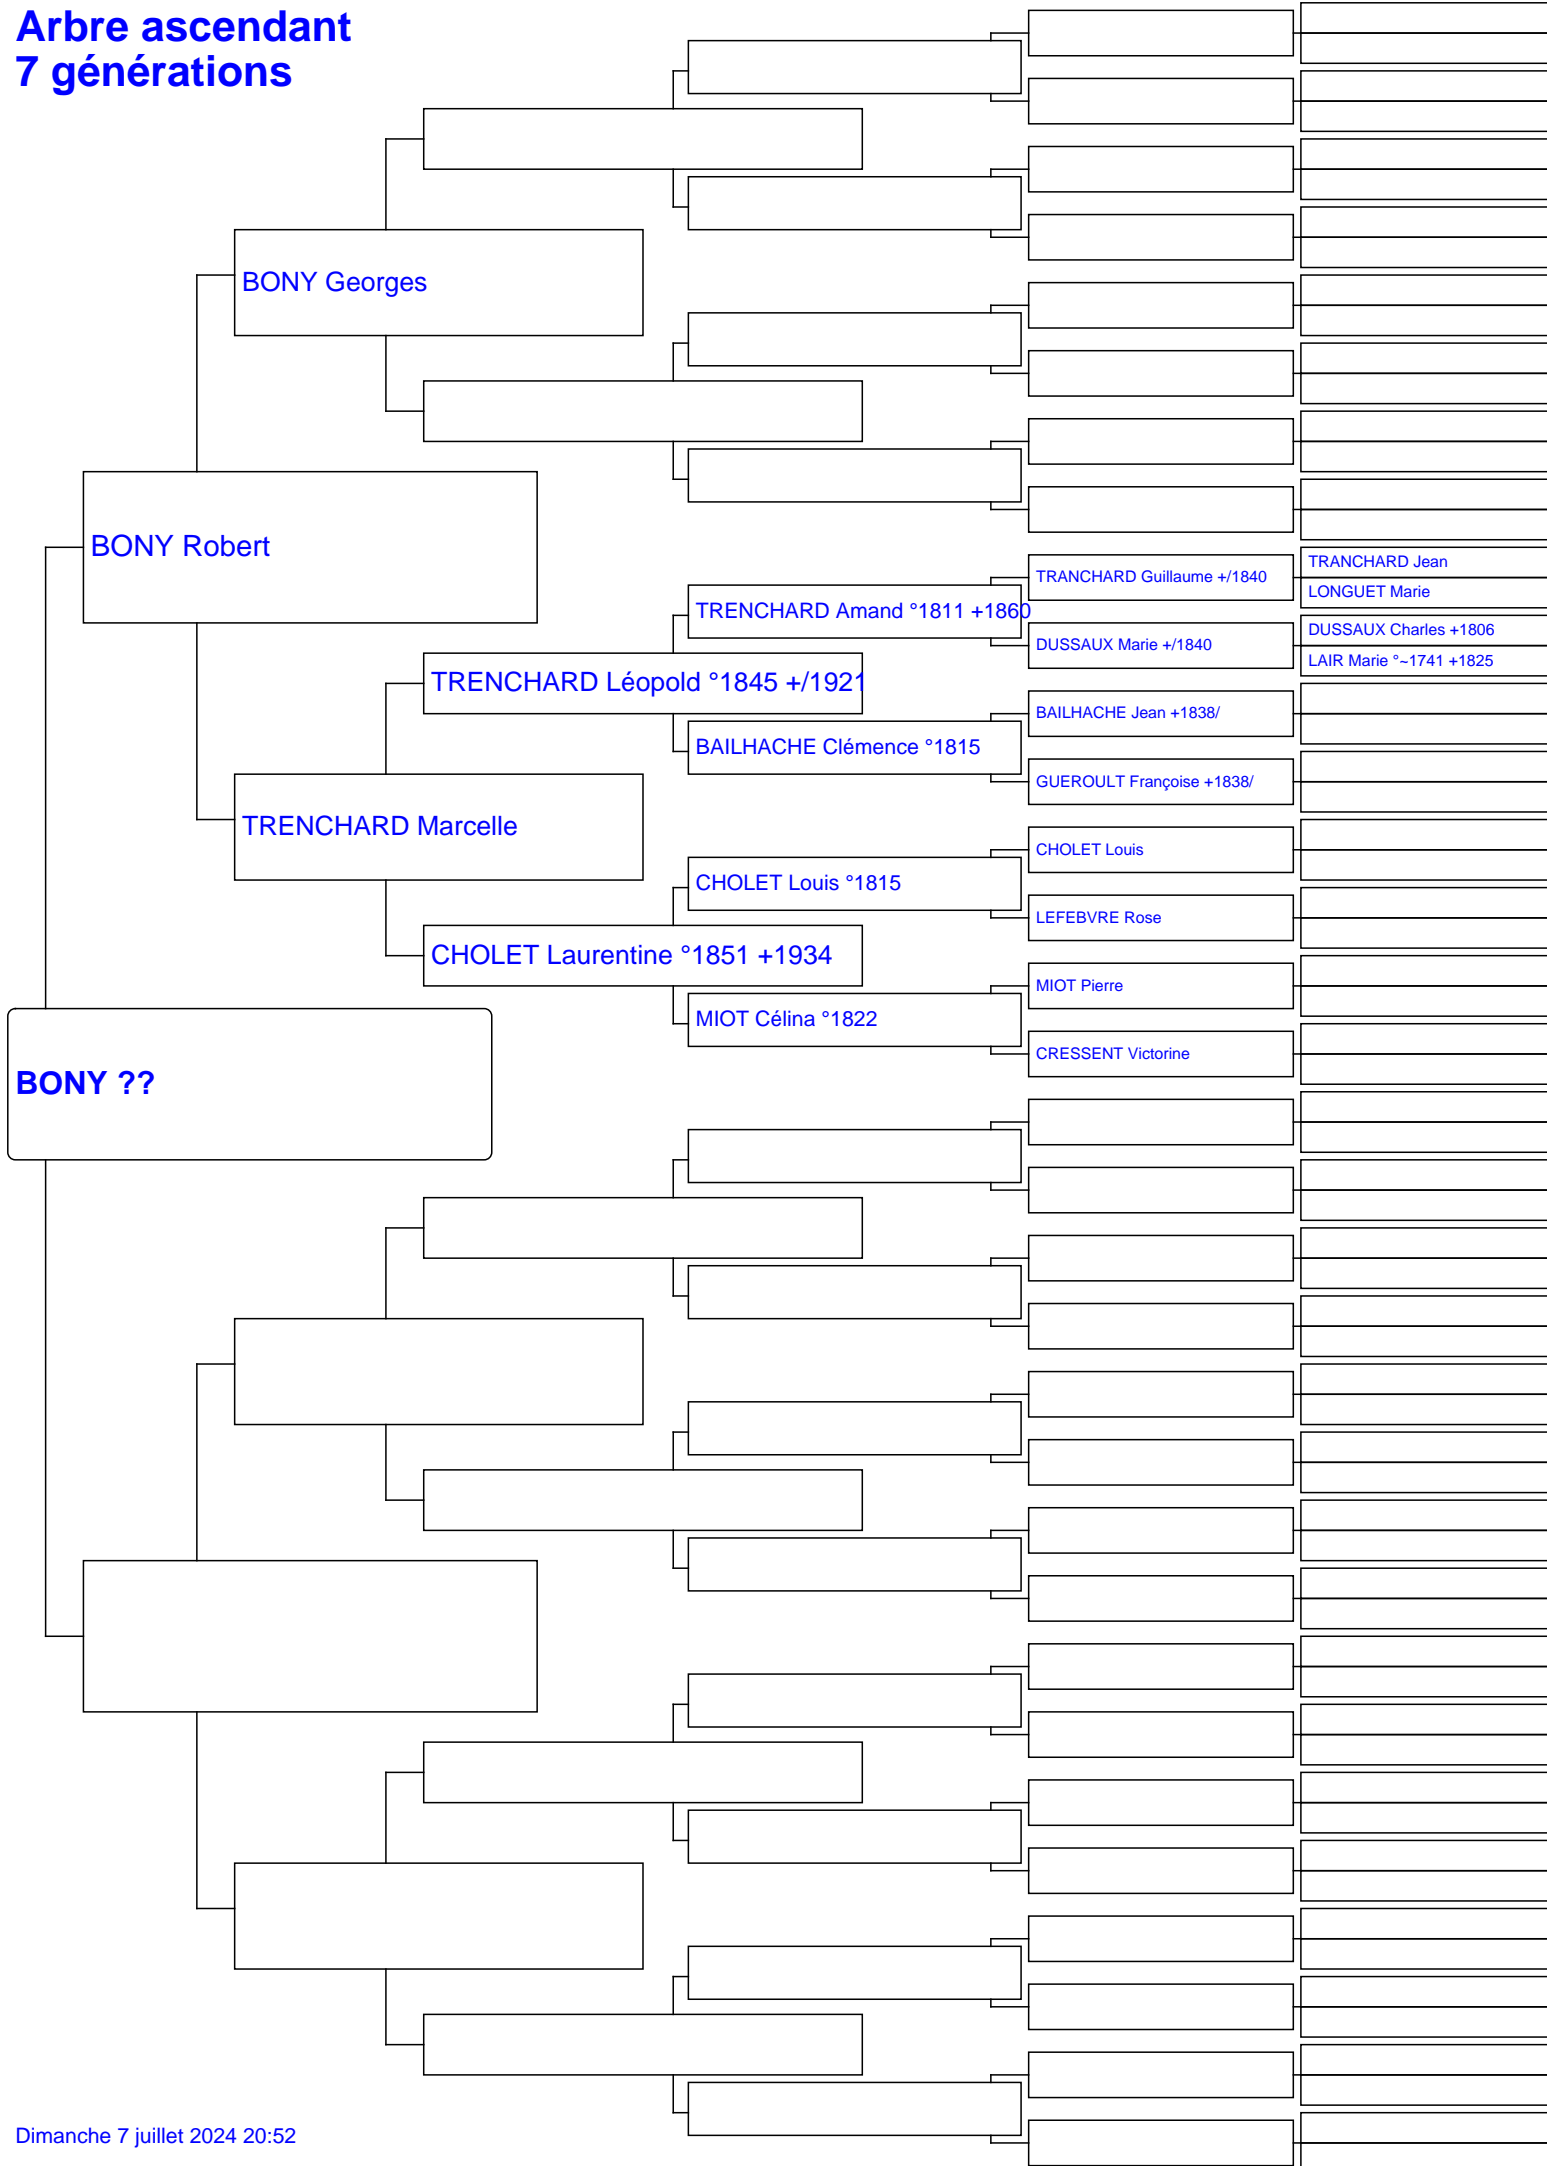 Arbre ascendant
7 générations
BONY Georges
BONY Robert
TRANCHARD Jean
TRANCHARD Guillaume +/1840
LONGUET Marie
TRENCHARD Amand °1811 +1860
DUSSAUX Charles +1806
DUSSAUX Marie +/1840
LAIR Marie °~1741 +1825
TRENCHARD Léopold °1845 +/1921
BAILHACHE Jean +1838/
BAILHACHE Clémence °1815
GUEROULT Françoise +1838/
TRENCHARD Marcelle
CHOLET Louis
CHOLET Louis °1815
LEFEBVRE Rose
CHOLET Laurentine °1851 +1934
MIOT Pierre
MIOT Célina °1822
CRESSENT Victorine
BONY ??
Dimanche 7 juillet 2024 20:52